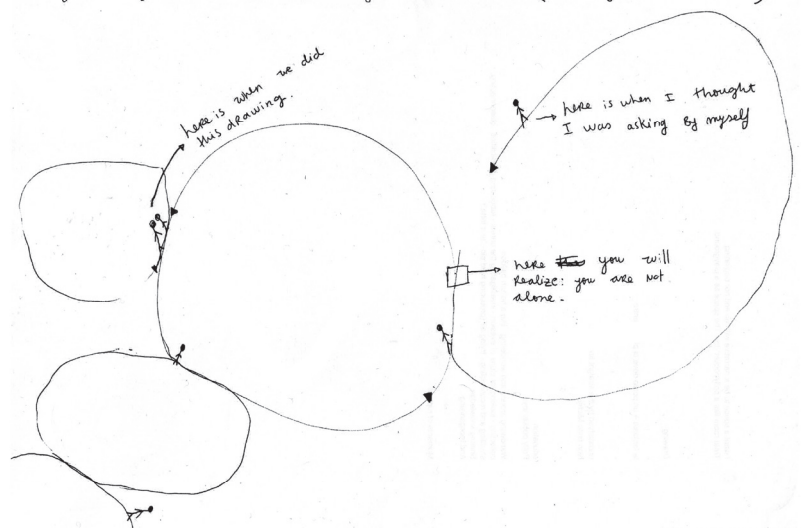 here is when we did
this drawing.
here is when I thought
I was asking By myself
here you will
Realize: you are not
alone.